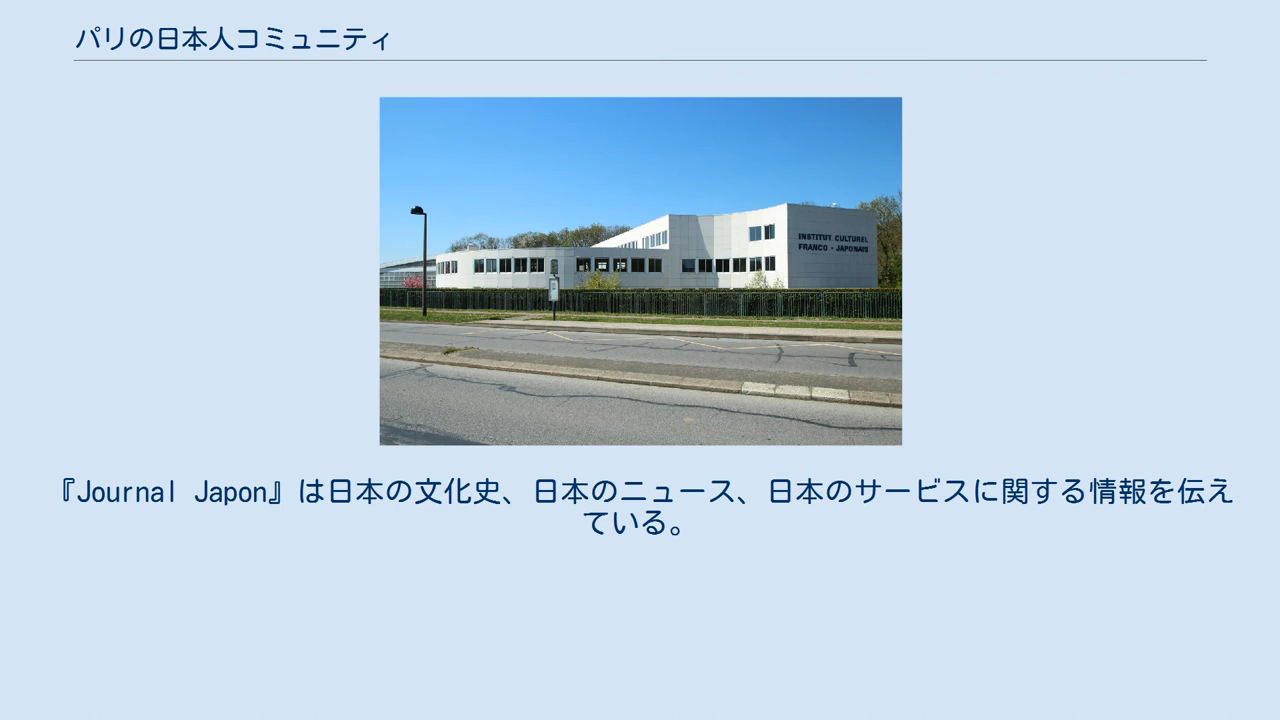 パリの日本人コミュニティ
INSTITUT CULTUREL
FRANCO - JAPONAIS
『Journal Japon』は日本の文化史、日本のニュース、日本のサービスに関する情報を伝え
ている。